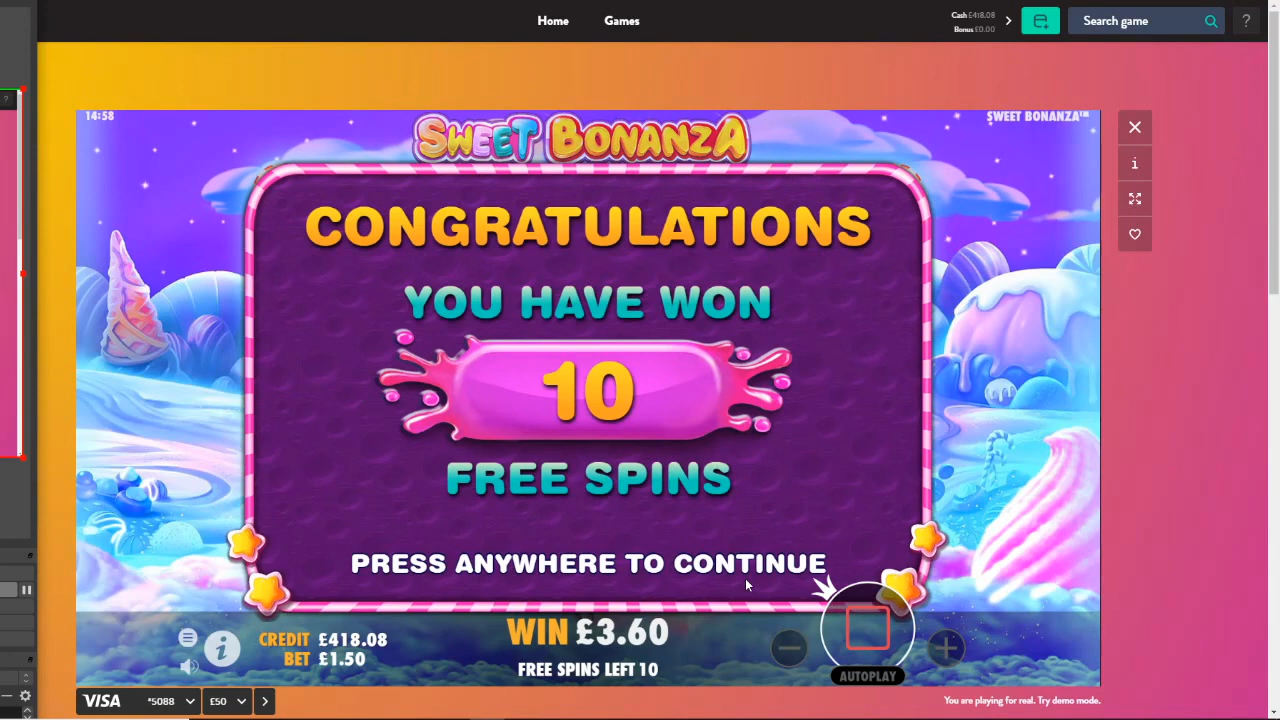 Home
Games
Cash £418.08
Bonus £0.00
Search game
?
?
14:58
SWEET BONANZA™
SWEET BONANZA
CONGRATULATIONS
YOU HAVE WON
10
FREE SPINS
PRESS ANYWHERE TO CONTINUE
CREDIT £418.08
BET £1.50
WIN £3.60
FREE SPINS LEFT 10
AUTOPLAY
VISA *5088 £50
You are playing for real. Try demo mode.